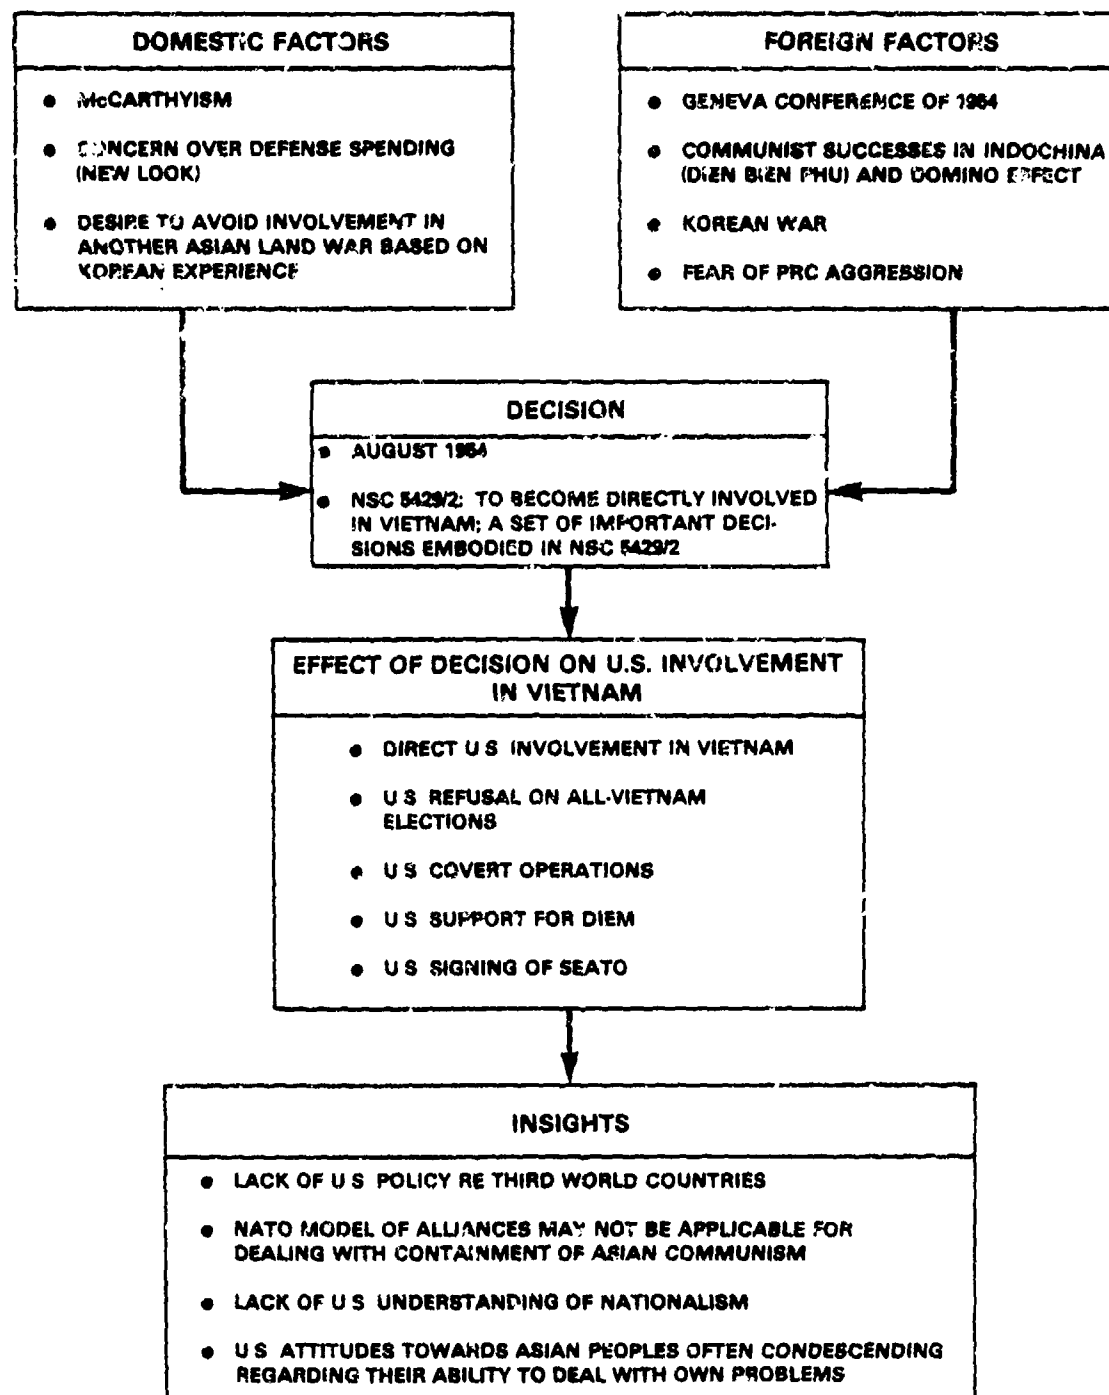 DOMESTIC FACTORS
● McCARTHYISM
● CONCERN OVER DEFENSE SPENDING
(NEW LOOK)
● DESIRE TO AVOID INVOLVEMENT IN
ANOTHER ASIAN LAND WAR BASED ON
KOREAN EXPERIENCE
FOREIGN FACTORS
● GENEVA CONFERENCE OF 1954
● COMMUNIST SUCCESSES IN INDOCHINA
(DIEN BIEN PHU) AND DOMINO EFFECT
● KOREAN WAR
● FEAR OF PRC AGGRESSION
DECISION
● AUGUST 1954
● NSC 5429/2: TO BECOME DIRECTLY INVOLVED
IN VIETNAM; A SET OF IMPORTANT DECI-
SIONS EMBODIED IN NSC 5429/2
EFFECT OF DECISION ON U.S. INVOLVEMENT
IN VIETNAM
● DIRECT U S INVOLVEMENT IN VIETNAM
● U S REFUSAL ON ALL-VIETNAM
ELECTIONS
● U S COVERT OPERATIONS
● U S SUPPORT FOR DIEM
● U S SIGNING OF SEATO
INSIGHTS
● LACK OF U S POLICY RE THIRD WORLD COUNTRIES
● NATO MODEL OF ALLIANCES MAY NOT BE APPLICABLE FOR
DEALING WITH CONTAINMENT OF ASIAN COMMUNISM
● LACK OF U S UNDERSTANDING OF NATIONALISM
● U S ATTITUDES TOWARDS ASIAN PEOPLES OFTEN CONDESCENDING
REGARDING THEIR ABILITY TO DEAL WITH OWN PROBLEMS